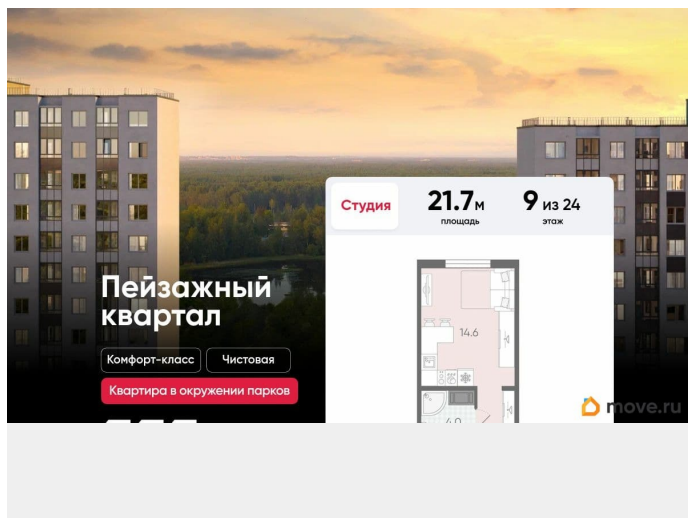 Студия
21.7 м
площадь
9 из 24
этаж
Пейзажный
квартал
Комфорт-класс
Чистовая
Квартира в окружении парков
14.6
move.ru